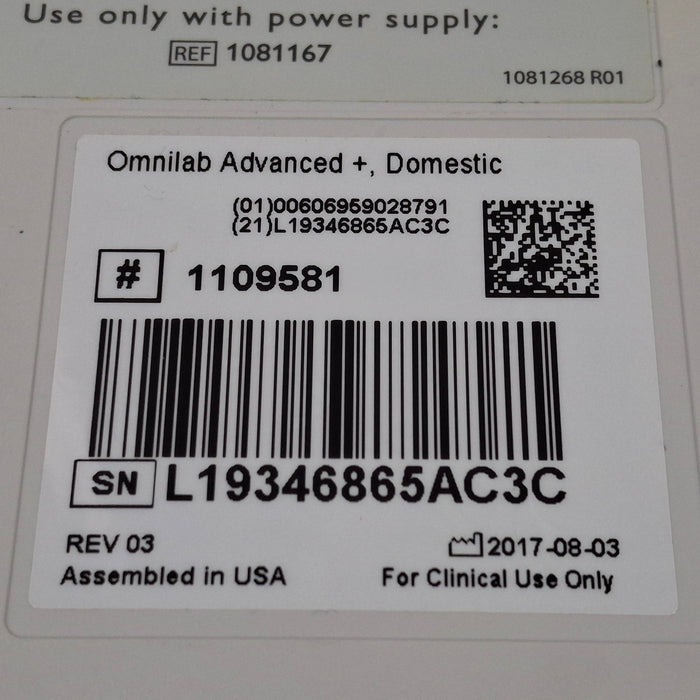 Use only with power supply:
REF 1081167
1081268 R01
Omnilab Advanced +, Domestic
(01)00606959028791
(21)L19346865AC3C
# 1109581
SN L19346865AC3C
REV 03
2017-08-03
Assembled in USA
For Clinical Use Only